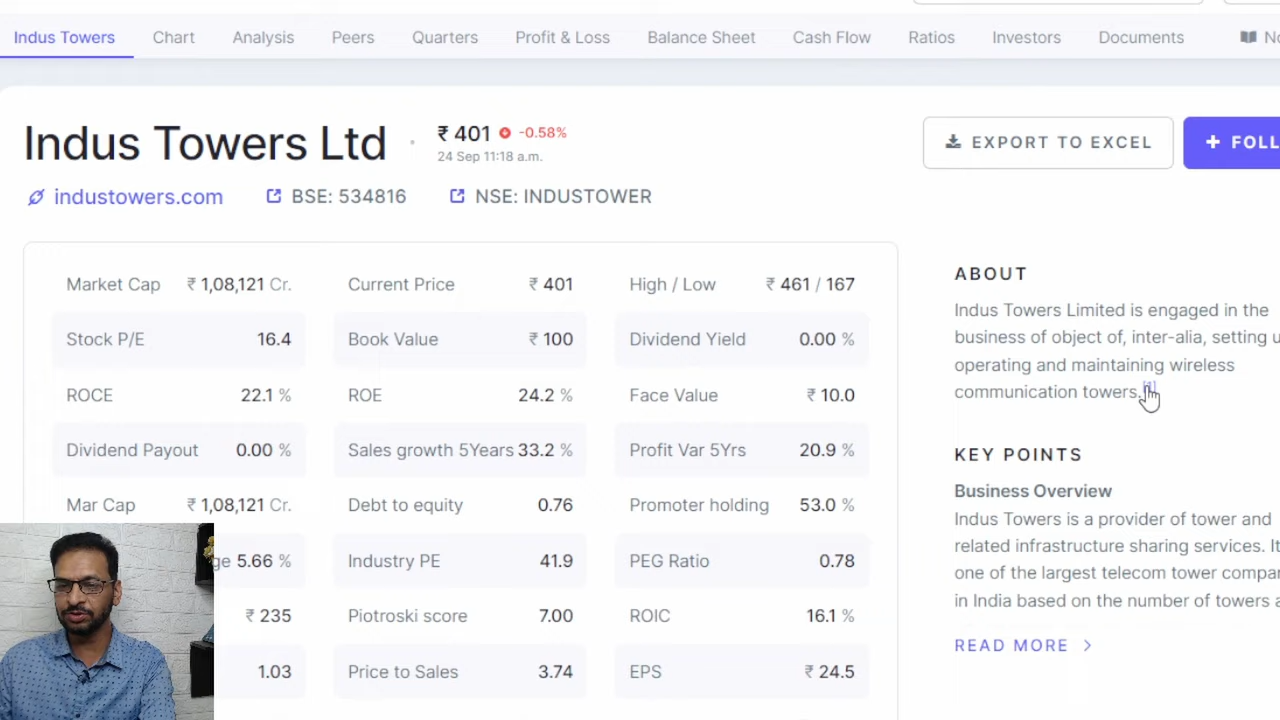 Indus Towers Chart Analysis Peers Quarters Profit & Loss Balance Sheet Cash Flow Ratios Investors Documents
Indus Towers Ltd · ₹ 401 -0.58%
24 Sep 11:18 a.m.
EXPORT TO EXCEL
+ FOLL
industowers.com BSE: 534816 NSE: INDUSTOWER
Market Cap ₹ 1,08,121 Cr. Current Price ₹ 401 High / Low ₹ 461 / 167
Stock P/E 16.4 Book Value ₹ 100 Dividend Yield 0.00 %
ROCE 22.1 % ROE 24.2 % Face Value ₹ 10.0
Dividend Payout 0.00 % Sales growth 5Years 33.2 % Profit Var 5Yrs 20.9 %
Mar Cap ₹ 1,08,121 Cr. Debt to equity 0.76 Promoter holding 53.0 %
ge 5.66 % Industry PE 41.9 PEG Ratio 0.78
₹ 235 Piotroski score 7.00 ROIC 16.1 %
1.03 Price to Sales 3.74 EPS ₹ 24.5
ABOUT
Indus Towers Limited is engaged in the
business of object of, inter-alia, setting u
operating and maintaining wireless
communication towers.[1]
KEY POINTS
Business Overview
Indus Towers is a provider of tower and
related infrastructure sharing services. It
one of the largest telecom tower compa
in India based on the number of towers a
READ MORE >